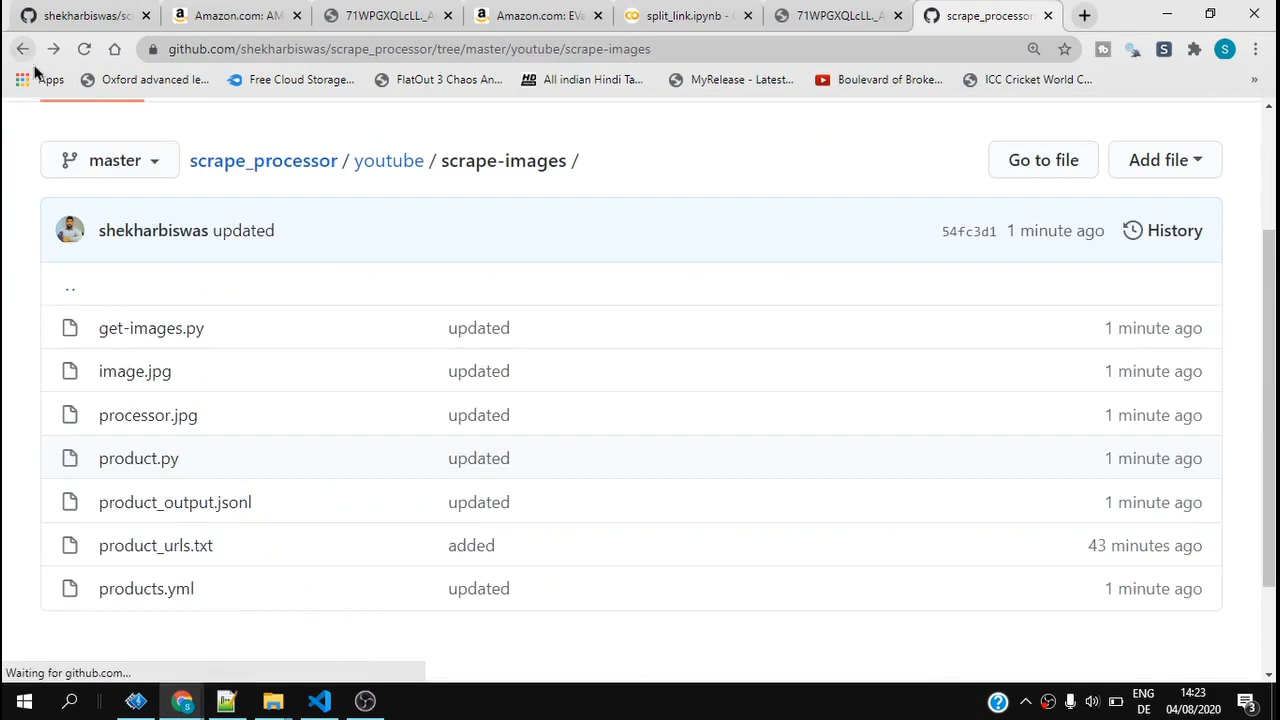 shekharbiswas/scr
Amazon.com: AM
71WPGXQLcLL._A
Amazon.com: EVa
split_link.ipynb - C
71WPGXQLcLL._A
scrape_processor
github.com/shekharbiswas/scrape_processor/tree/master/youtube/scrape-images
S
S
Apps
Oxford advanced le...
Free Cloud Storage...
FlatOut 3 Chaos An...
HD
All indian Hindi Ta...
MyRelease - Latest...
Boulevard of Broke...
ICC Cricket World C...
»
master
scrape_processor / youtube / scrape-images /
Go to file
Add file
shekharbiswas updated
54fc3d1 1 minute ago
History
..
get-images.py updated 1 minute ago
image.jpg updated 1 minute ago
processor.jpg updated 1 minute ago
product.py updated 1 minute ago
product_output.jsonl updated 1 minute ago
product_urls.txt added 43 minutes ago
products.yml updated 1 minute ago
Waiting for github.com...
ENG
DE
14:23
04/08/2020
3